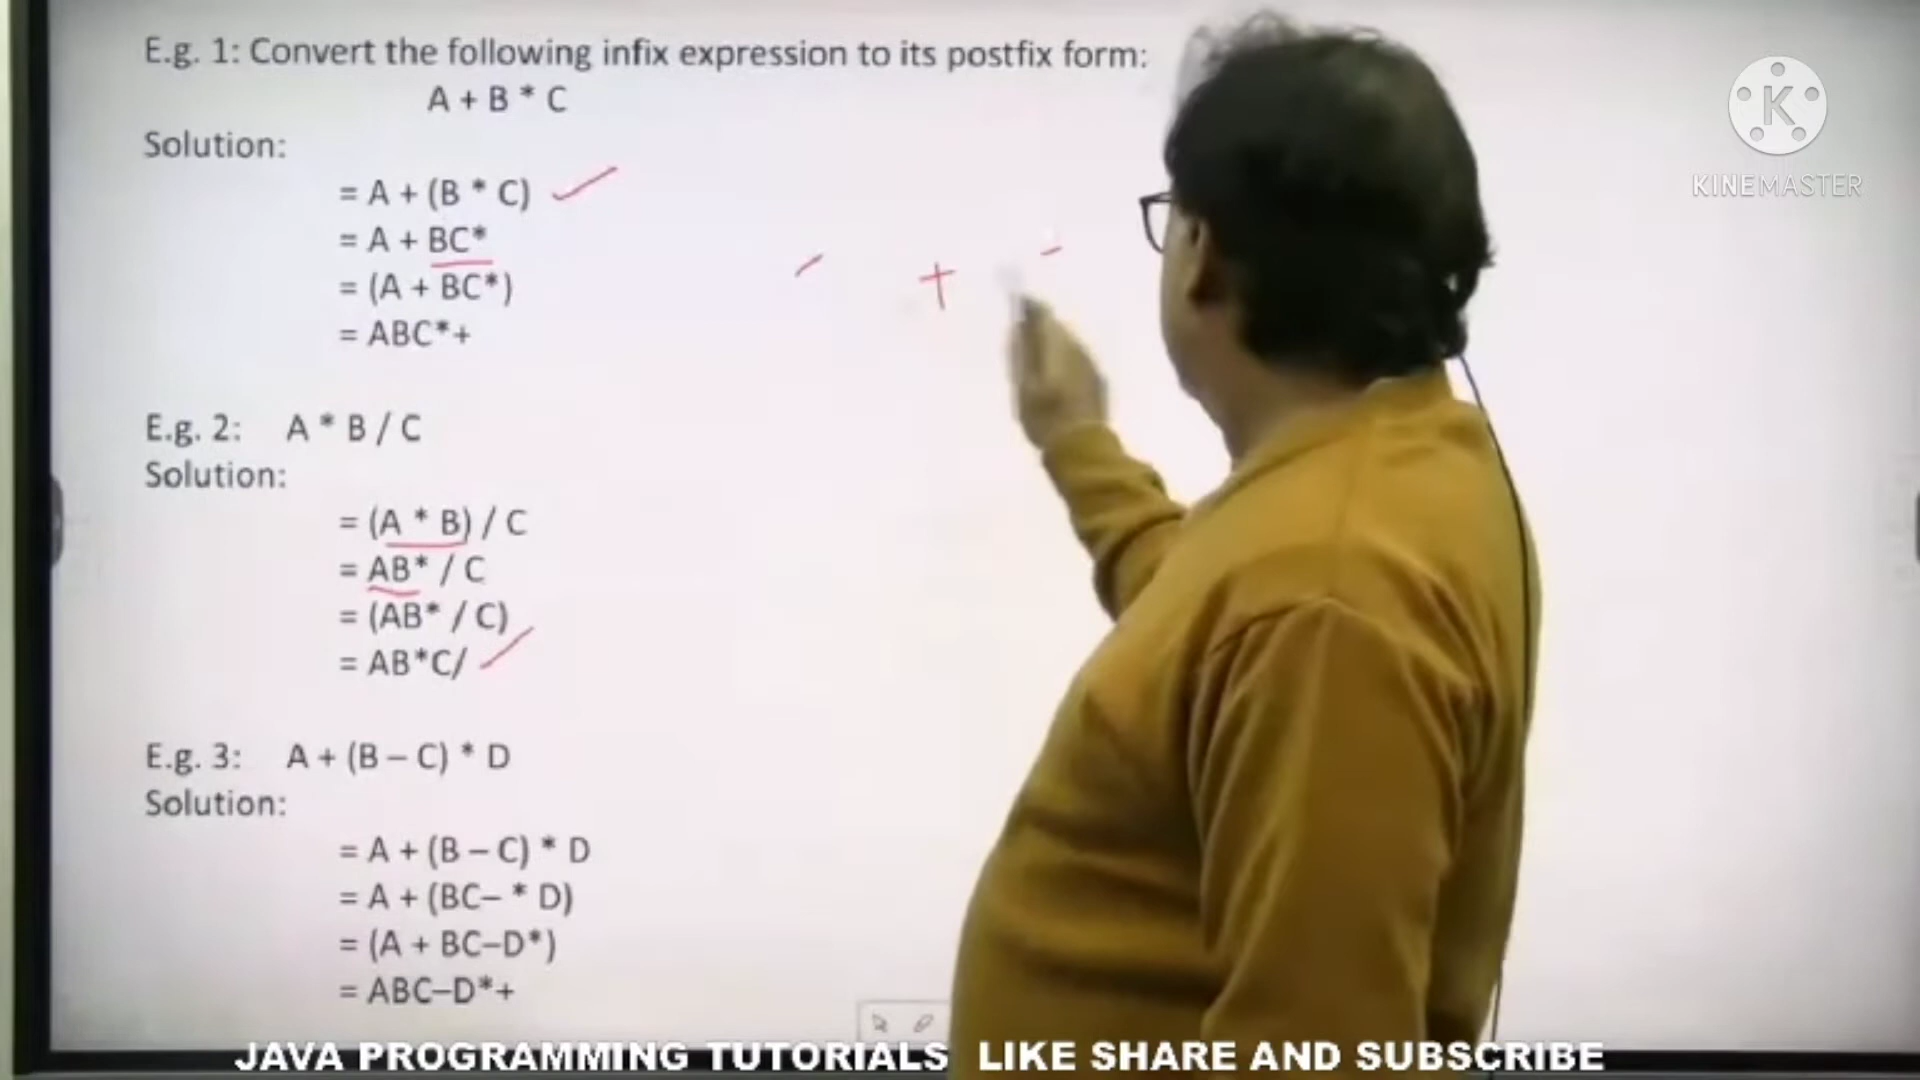 E.g. 1: Convert the following infix expression to its postfix form:
A + B * C
Solution:
= A + (B * C)
= A + BC*
= (A + BC*)
= ABC*+
+ -
E.g. 2: A * B / C
Solution:
= (A * B) / C
= AB* / C
= (AB* / C)
= AB*C/
E.g. 3: A + (B – C) * D
Solution:
= A + (B – C) * D
= A + (BC– * D)
= (A + BC–D*)
= ABC–D*+
K
KINEMASTER
JAVA PROGRAMMING TUTORIALS LIKE SHARE AND SUBSCRIBE